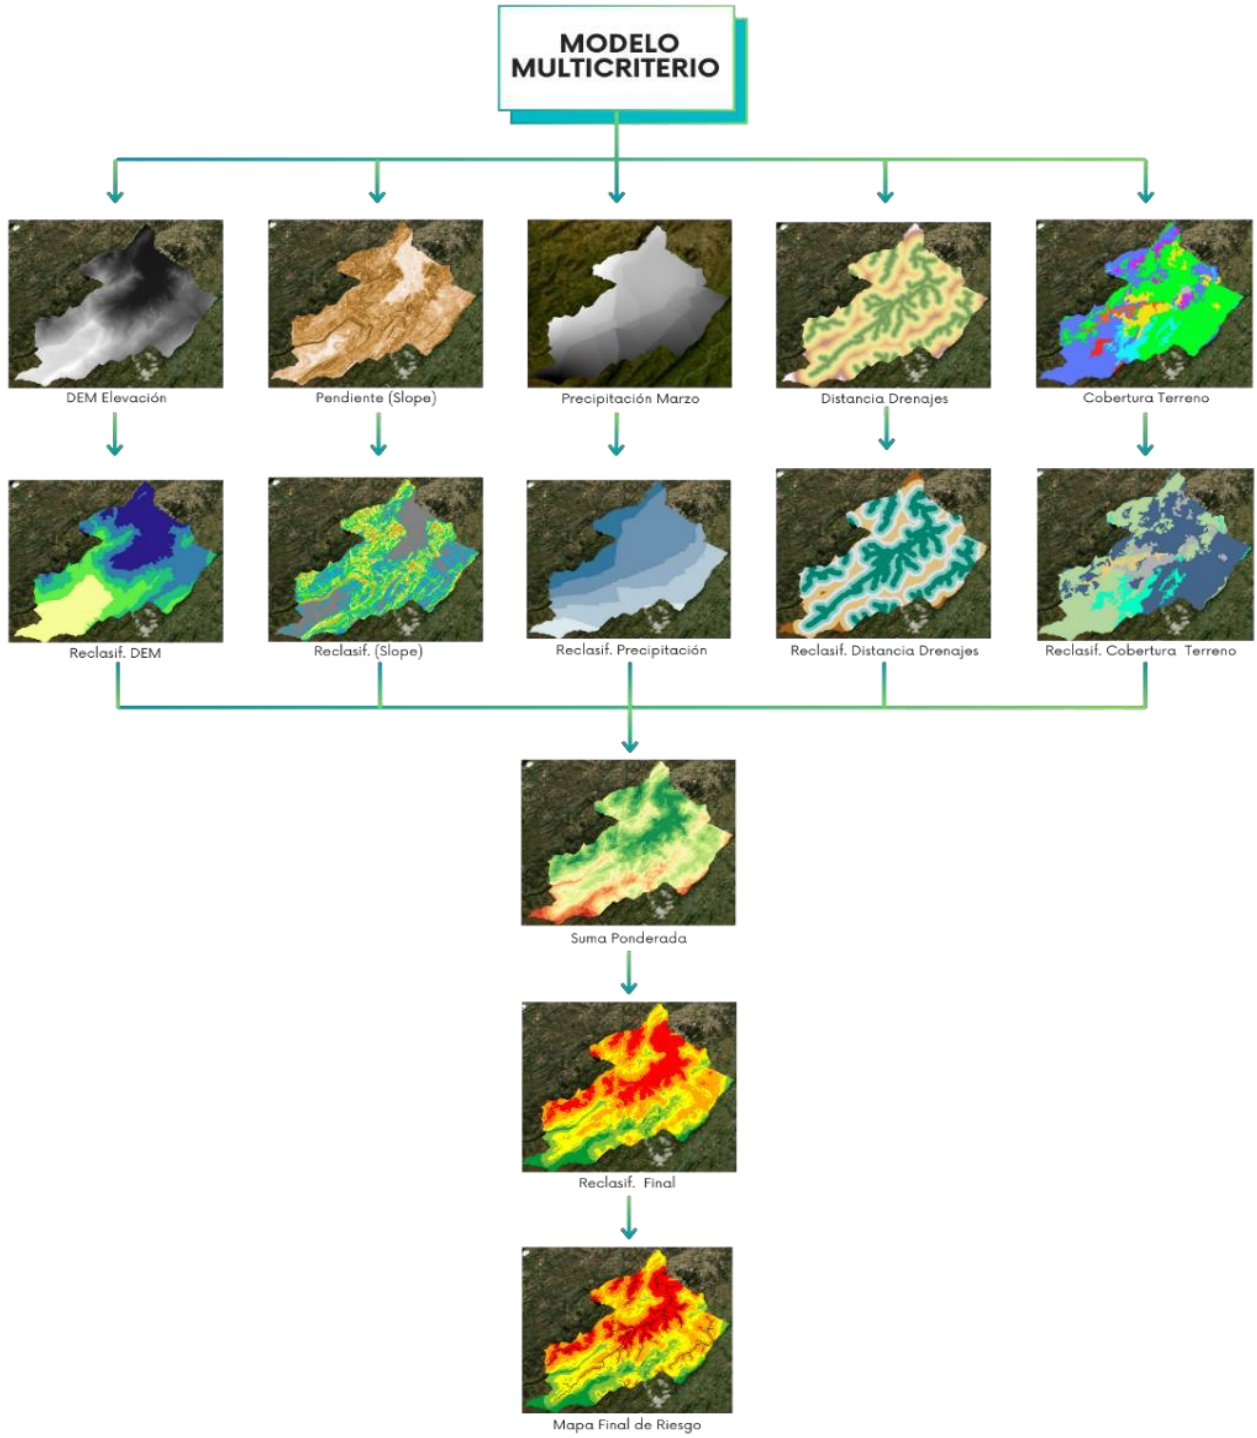 MODELO
MULTICRITERIO
DEM Elevación
Pendiente (Slope)
Precipitación Marzo
Distancia Drenajes
Cobertura Terreno
Reclasif. DEM
Reclasif. (Slope)
Reclasif. Precipitación
Reclasif. Distancia Drenajes
Reclasif. Cobertura Terreno
Suma Ponderada
Reclasif. Final
Mapa Final de Riesgo